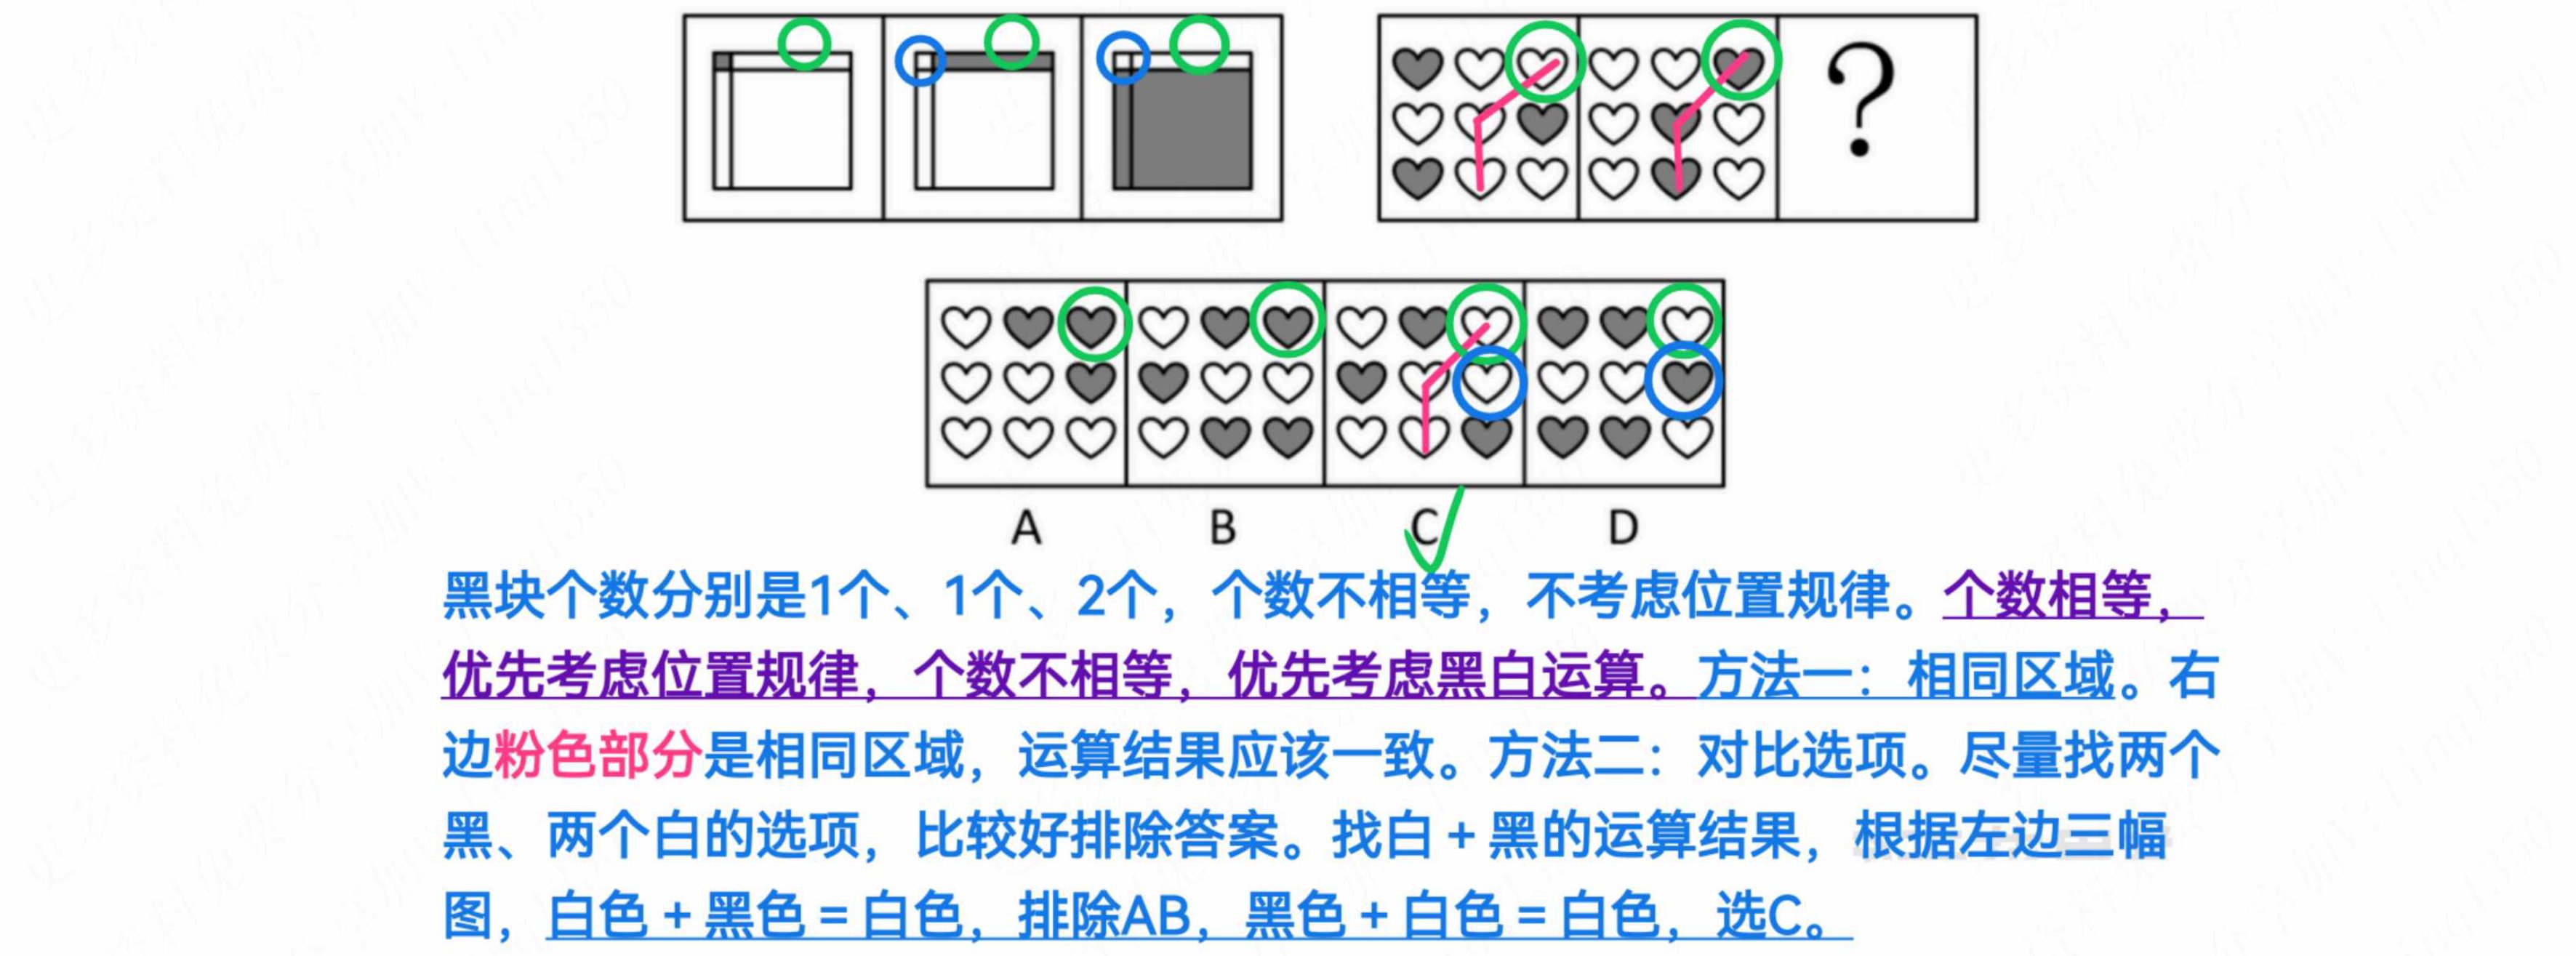 ?
A B C D
黑块个数分别是1个、1个、2个，个数不相等，不考虑位置规律。个数相等，
优先考虑位置规律，个数不相等，优先考虑黑白运算。方法一：相同区域。右
边粉色部分是相同区域，运算结果应该一致。方法二：对比选项。尽量找两个
黑、两个白的选项，比较好排除答案。找白+黑的运算结果，根据左边三幅
图，白色+黑色=白色，排除AB，黑色+白色=白色，选C。